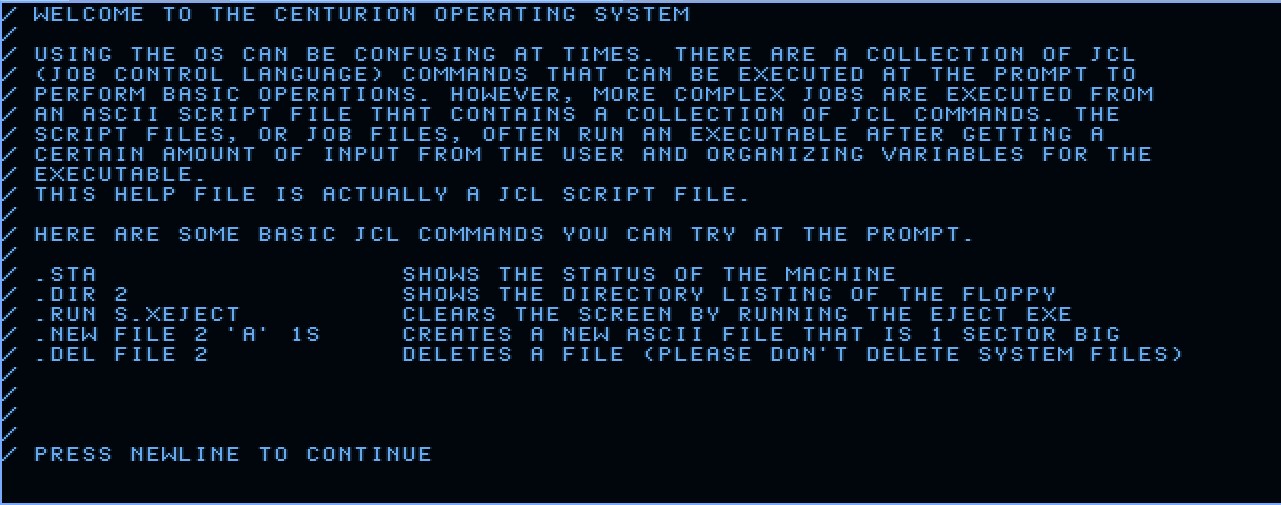 / WELCOME TO THE CENTURION OPERATING SYSTEM
/
/ USING THE OS CAN BE CONFUSING AT TIMES. THERE ARE A COLLECTION OF JCL
/ (JOB CONTROL LANGUAGE) COMMANDS THAT CAN BE EXECUTED AT THE PROMPT TO
/ PERFORM BASIC OPERATIONS. HOWEVER, MORE COMPLEX JOBS ARE EXECUTED FROM
/ AN ASCII SCRIPT FILE THAT CONTAINS A COLLECTION OF JCL COMMANDS. THE
/ SCRIPT FILES, OR JOB FILES, OFTEN RUN AN EXECUTABLE AFTER GETTING A
/ CERTAIN AMOUNT OF INPUT FROM THE USER AND ORGANIZING VARIABLES FOR THE
/ EXECUTABLE.
/ THIS HELP FILE IS ACTUALLY A JCL SCRIPT FILE.
/
/ HERE ARE SOME BASIC JCL COMMANDS YOU CAN TRY AT THE PROMPT.
/
/ .STA SHOWS THE STATUS OF THE MACHINE
/ .DIR 2 SHOWS THE DIRECTORY LISTING OF THE FLOPPY
/ .RUN S.XEJECT CLEARS THE SCREEN BY RUNNING THE EJECT EXE
/ .NEW FILE 2 'A' 1S CREATES A NEW ASCII FILE THAT IS 1 SECTOR BIG
/ .DEL FILE 2 DELETES A FILE (PLEASE DON'T DELETE SYSTEM FILES)
/
/
/
/
/ PRESS NEWLINE TO CONTINUE